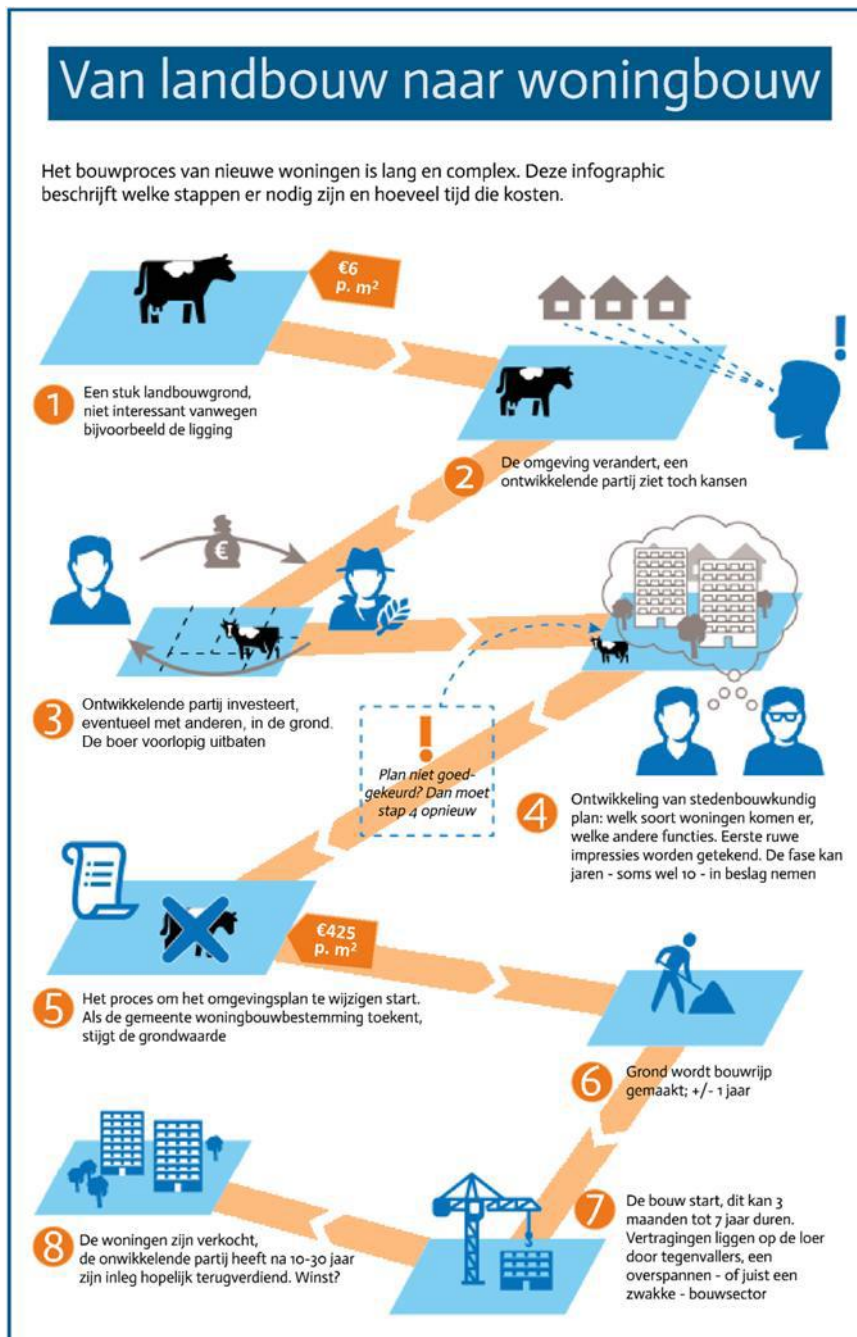 Van landbouw naar woningbouw
Het bouwproces van nieuwe woningen is lang en complex. Deze infographic
beschrijft welke stappen er nodig zijn en hoeveel tijd die kosten.
€6
p. m²
1
Een stuk landbouwgrond,
niet interessant vanwegen
bijvoorbeeld de ligging
!
2
De omgeving verandert, een
ontwikkelende partij ziet toch kansen
€
3
Ontwikkelende partij investeert,
eventueel met anderen, in de grond.
De boer voorlopig uitbaten
!
Plan niet goed-
gekeurd? Dan moet
stap 4 opnieuw
4
Ontwikkeling van stedenbouwkundig
plan: welk soort woningen komen er,
welke andere functies. Eerste ruwe
impressies worden getekend. De fase kan
jaren - soms wel 10 - in beslag nemen
€425
p. m²
5
Het proces om het omgevingsplan te wijzigen start.
Als de gemeente woningbouwbestemming toekent,
stijgt de grondwaarde
6
Grond wordt bouwrijp
gemaakt; +/- 1 jaar
7
De bouw start, dit kan 3
maanden tot 7 jaar duren.
Vertragingen liggen op de loer
door tegenvallers, een
overspannen - of juist een
zwakke - bouwsector
8
De woningen zijn verkocht,
de onwikkelende partij heeft na 10-30 jaar
zijn inleg hopelijk terugverdiend. Winst?